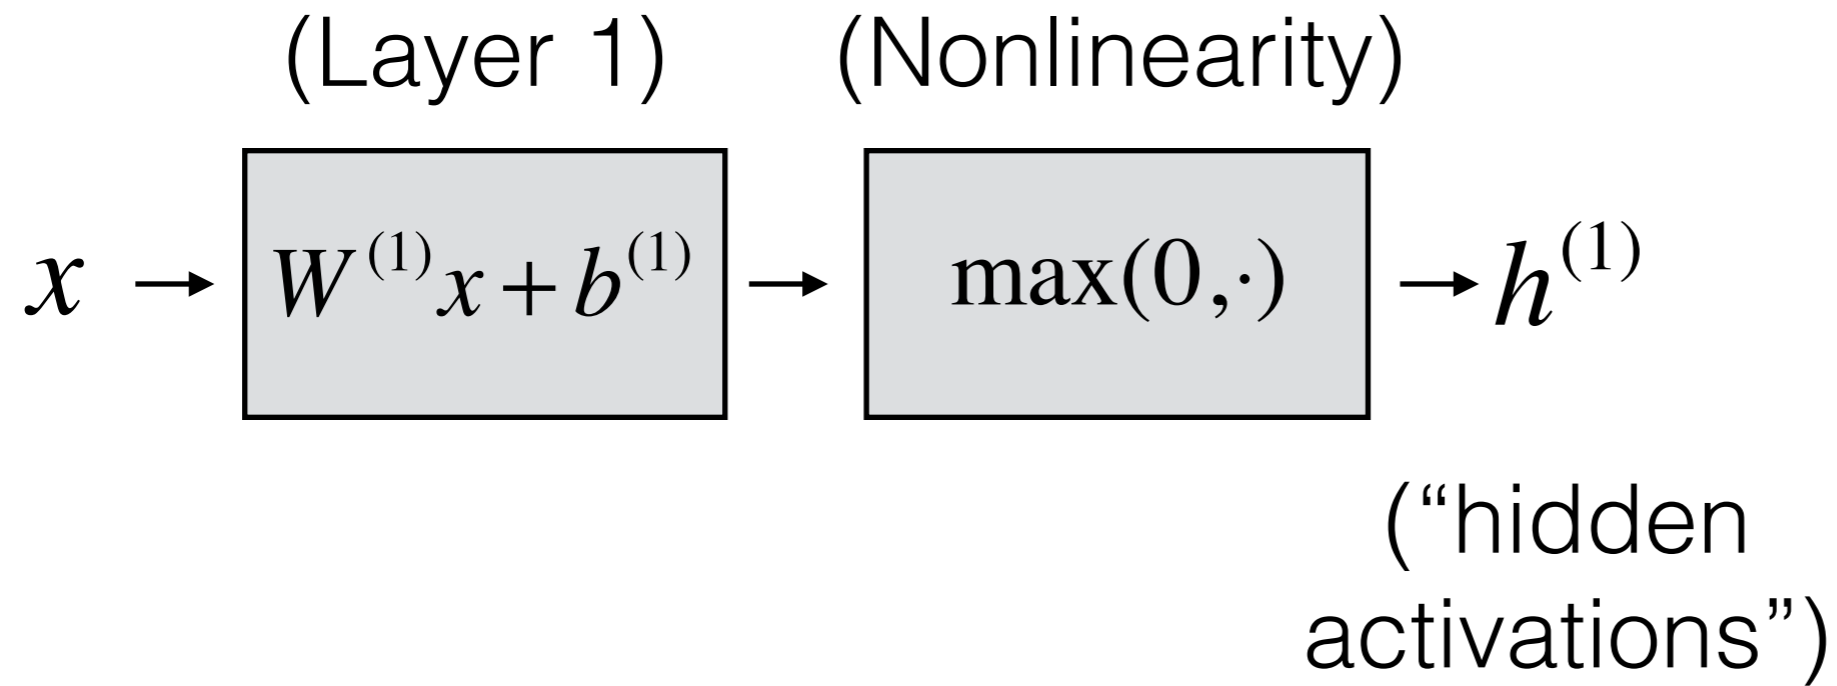 (Layer 1) (Nonlinearity)
x → W⁽¹⁾x + b⁽¹⁾ → max(0,·) → h⁽¹⁾
(“hidden
activations”)